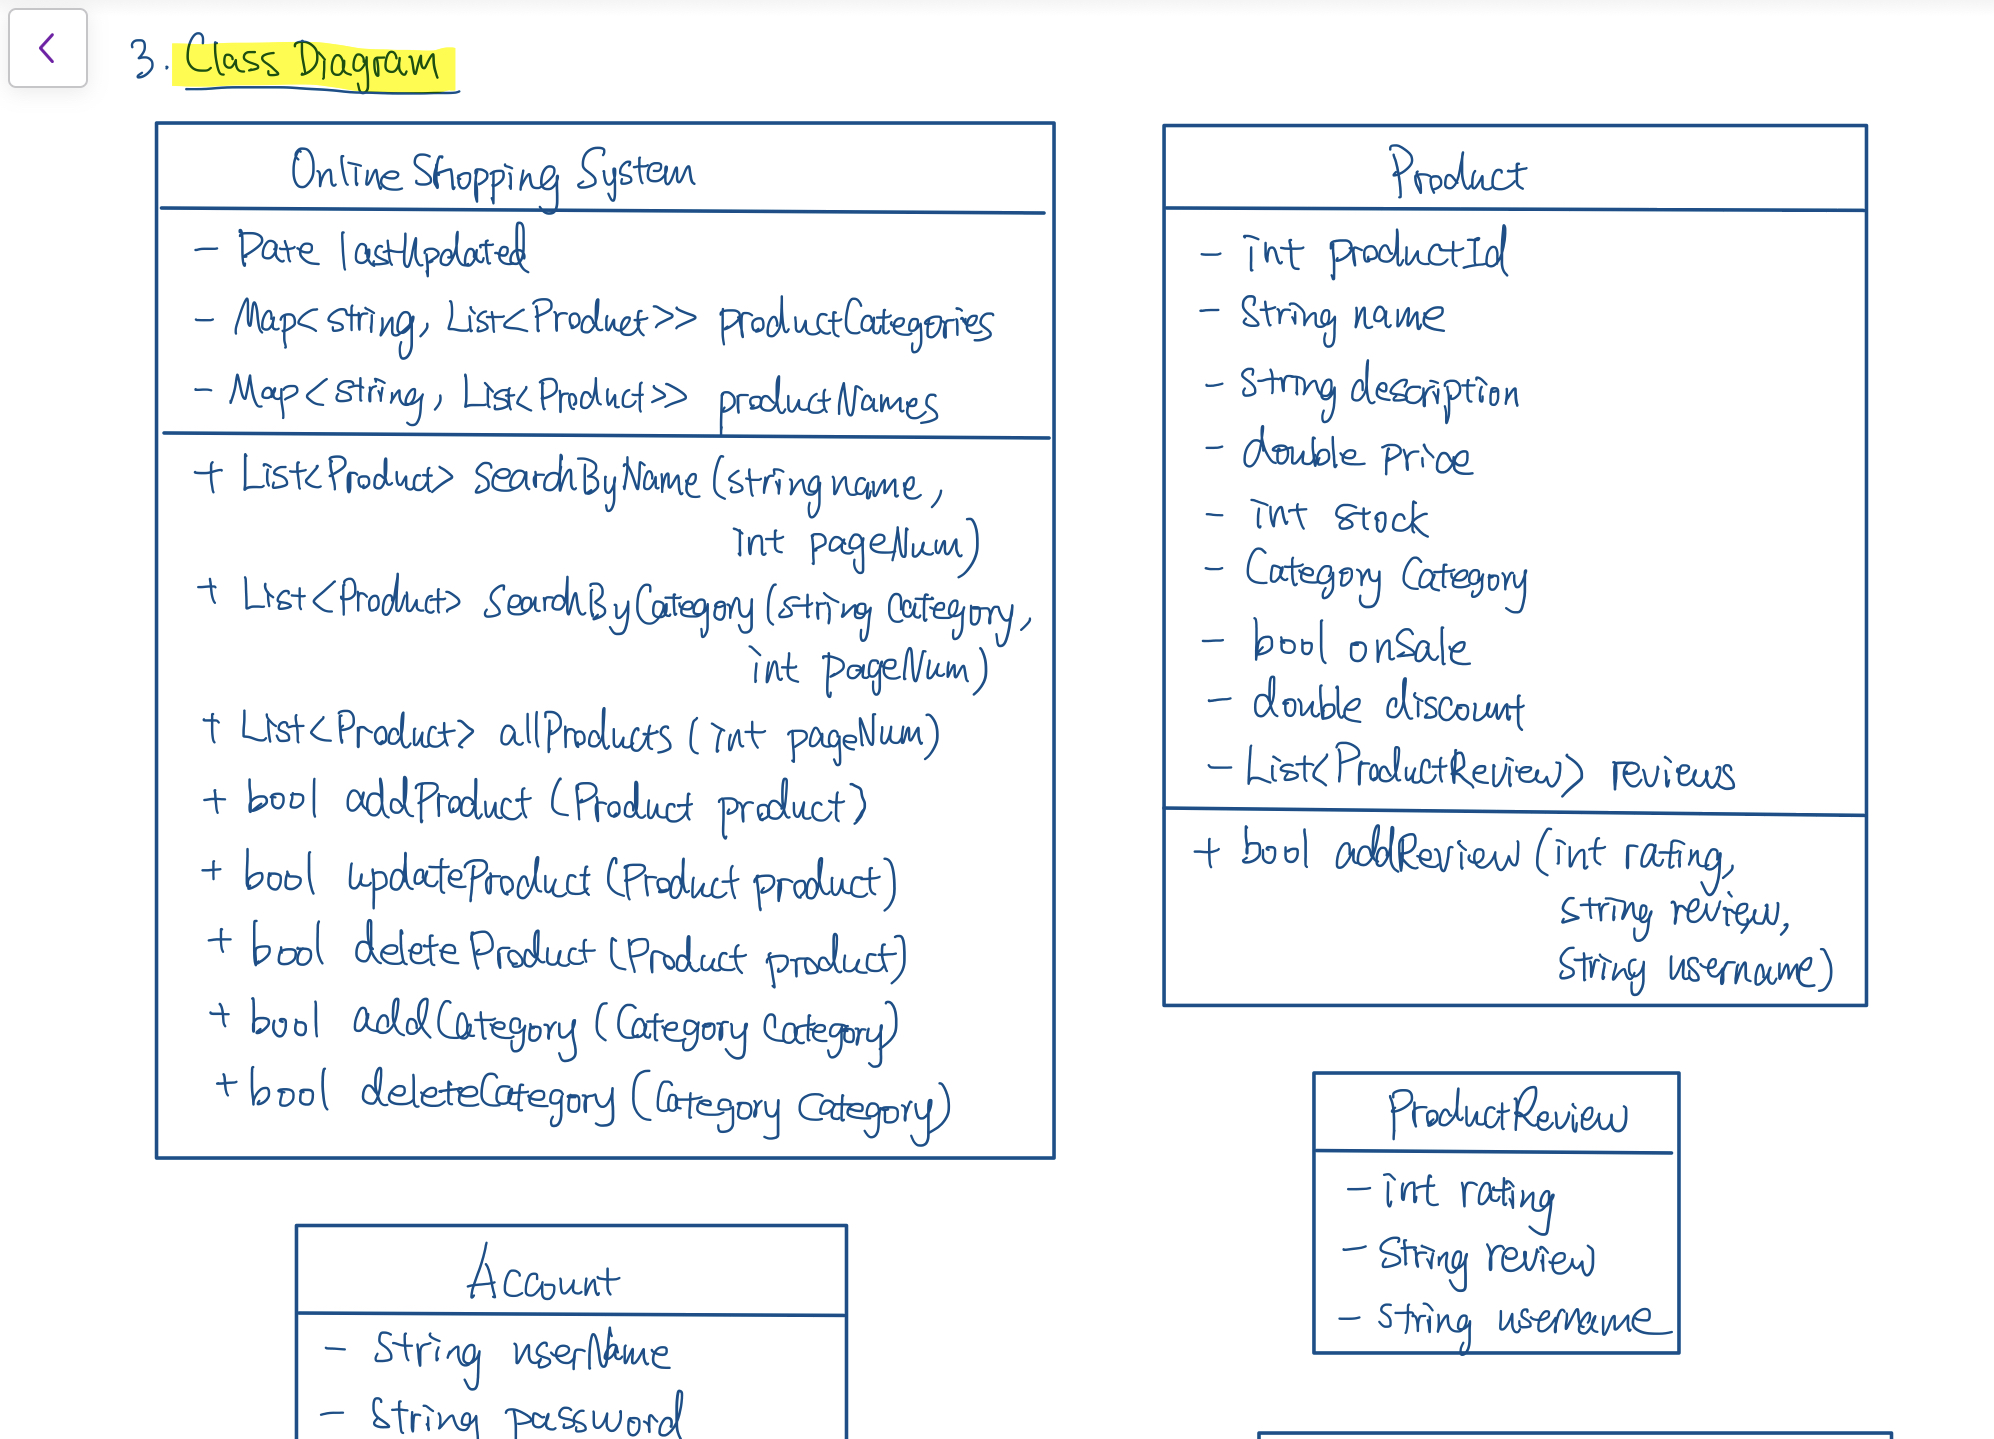 3. Class Diagram
Online Shopping System
- Date lastUpdated
- Map<string, List<Product>> productCategories
- Map<string, List<Product>> productNames
+ List<Product> searchByName (string name,
int pageNum)
+ List<Product> searchByCategory (string category,
int pageNum)
+ List<Product> allProducts (int pageNum)
+ bool addProduct (Product product)
+ bool updateProduct (Product product)
+ bool deleteProduct (Product product)
+ bool addCategory (Category category)
+ bool deleteCategory (Category category)
Product
- int productId
- string name
- string description
- double price
- int stock
- Category category
- bool onSale
- double discount
- List<ProductReview> reviews
+ bool addReview (int rating,
string review,
string username)
ProductReview
- int rating
- string review
- string username
Account
- string userName
- string password